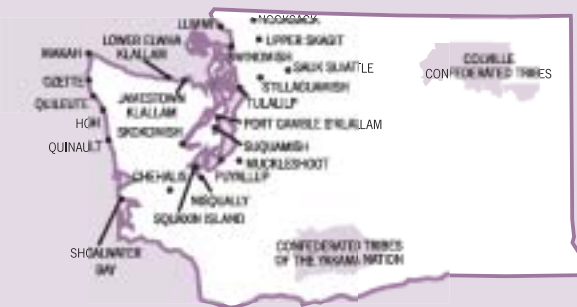 LUMMI
NOOKSACK
LOWER ELWHA
KLALLAM
UPPER SKAGIT
MAKAH
SWINOMISH
SAUK SUIATTLE
COLVILLE
CONFEDERATED TRIBES
OZETTE
STILLAGUAMISH
JAMESTOWN
KLALLAM
TULALIP
QUILEUTE
HOH
PORT GAMBLE S'KLALLAM
SKOKOMISH
SUQUAMISH
QUINAULT
MUCKLESHOOT
CHEHALIS
PUYALLUP
NISQUALLY
SQUAXIN ISLAND
SHOALWATER
BAY
CONFEDERATED TRIBES
OF THE YAKAMA NATION